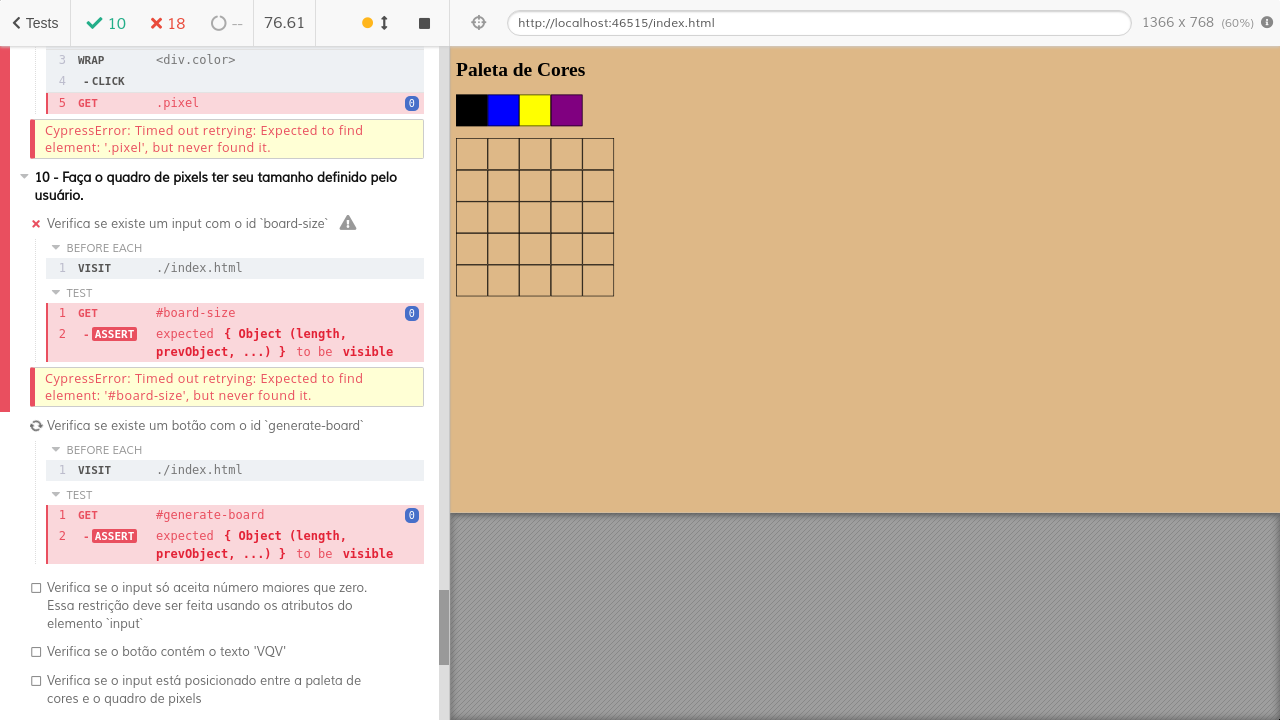 Tests 10 18 -- 76.61
3 WRAP <div.color>
4 -CLICK
5 GET .pixel 0
CypressError: Timed out retrying: Expected to find
element: '.pixel', but never found it.
10 - Faça o quadro de pixels ter seu tamanho definido pelo
usuário.
Verifica se existe um input com o id `board-size`
BEFORE EACH
1 VISIT ./index.html
TEST
1 GET #board-size 0
2 -ASSERT expected { Object (length,
prevObject, ...) } to be visible
CypressError: Timed out retrying: Expected to find
element: '#board-size', but never found it.
Verifica se existe um botão com o id `generate-board`
BEFORE EACH
1 VISIT ./index.html
TEST
1 GET #generate-board 0
2 -ASSERT expected { Object (length,
prevObject, ...) } to be visible
Verifica se o input só aceita número maiores que zero.
Essa restrição deve ser feita usando os atributos do
elemento `input`
Verifica se o botão contém o texto 'VQV'
Verifica se o input está posicionado entre a paleta de
cores e o quadro de pixels
http://localhost:46515/index.html 1366 x 768 (60%)
Paleta de Cores